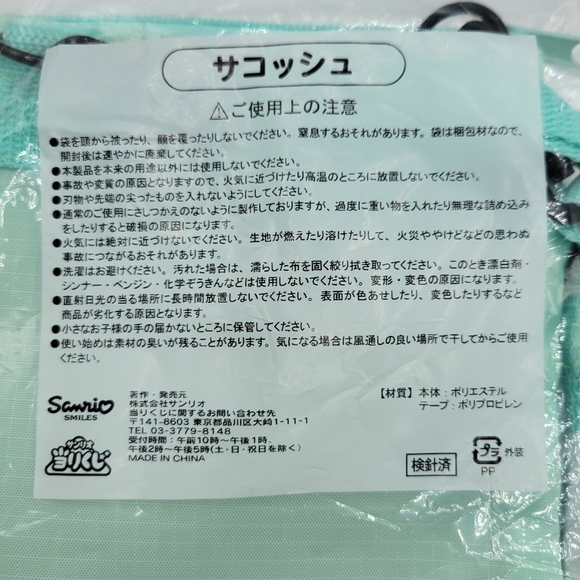 サコッシュ
⚠ご使用上の注意
●袋を頭から被ったり、顔を覆ったりしないでください。窒息するおそれがあります。袋は梱包材なので、
開封後は速やかに廃棄してください。
●本製品を本来の用途以外には使用しないでください。
●事故や変質の原因となりますので、火気に近づけたり高温のところに放置しないでください。
●刃物や先端の尖ったものを入れないようにしてください。
●通常のご使用にさしつかえのないように製作しておりますが、過度に重い物を入れたり無理な詰め込み
をしたりすると破損の原因になります。
●火気には絶対に近づけないでください。生地が燃えたり溶けたりして、火災ややけどなどの思わぬ
事故につながるおそれがあります。
●洗濯はお避けください。汚れた場合は、濡らした布を固く絞り拭き取ってください。このとき漂白剤・
シンナー・ベンジン・化学ぞうきんなどは使用しないでください。変形・変色の原因になります。
●直射日光の当る場所に長時間放置しないでください。表面が色あせしたり、変色したりするなど
商品が劣化する原因となります。
●小さなお子様の手の届かないところに保管してください。
●使い始めは素材の臭いが残ることがあります。気になる場合は風通しの良い場所で干してからご使用
ください。
Sanrio
SMILES
サンリオ
当りくじ
著作・発売元
株式会社サンリオ
当りくじに関するお問い合わせ先
〒141-8603 東京都品川区大崎1-11-1
TEL 03-3779-8148
受付時間：午前10時〜午後1時、
午後2時〜午後5時(土・日・祝日を除く)
MADE IN CHINA
【材質】本体：ポリエステル
テープ：ポリプロピレン
検針済
プラ 外装
PP